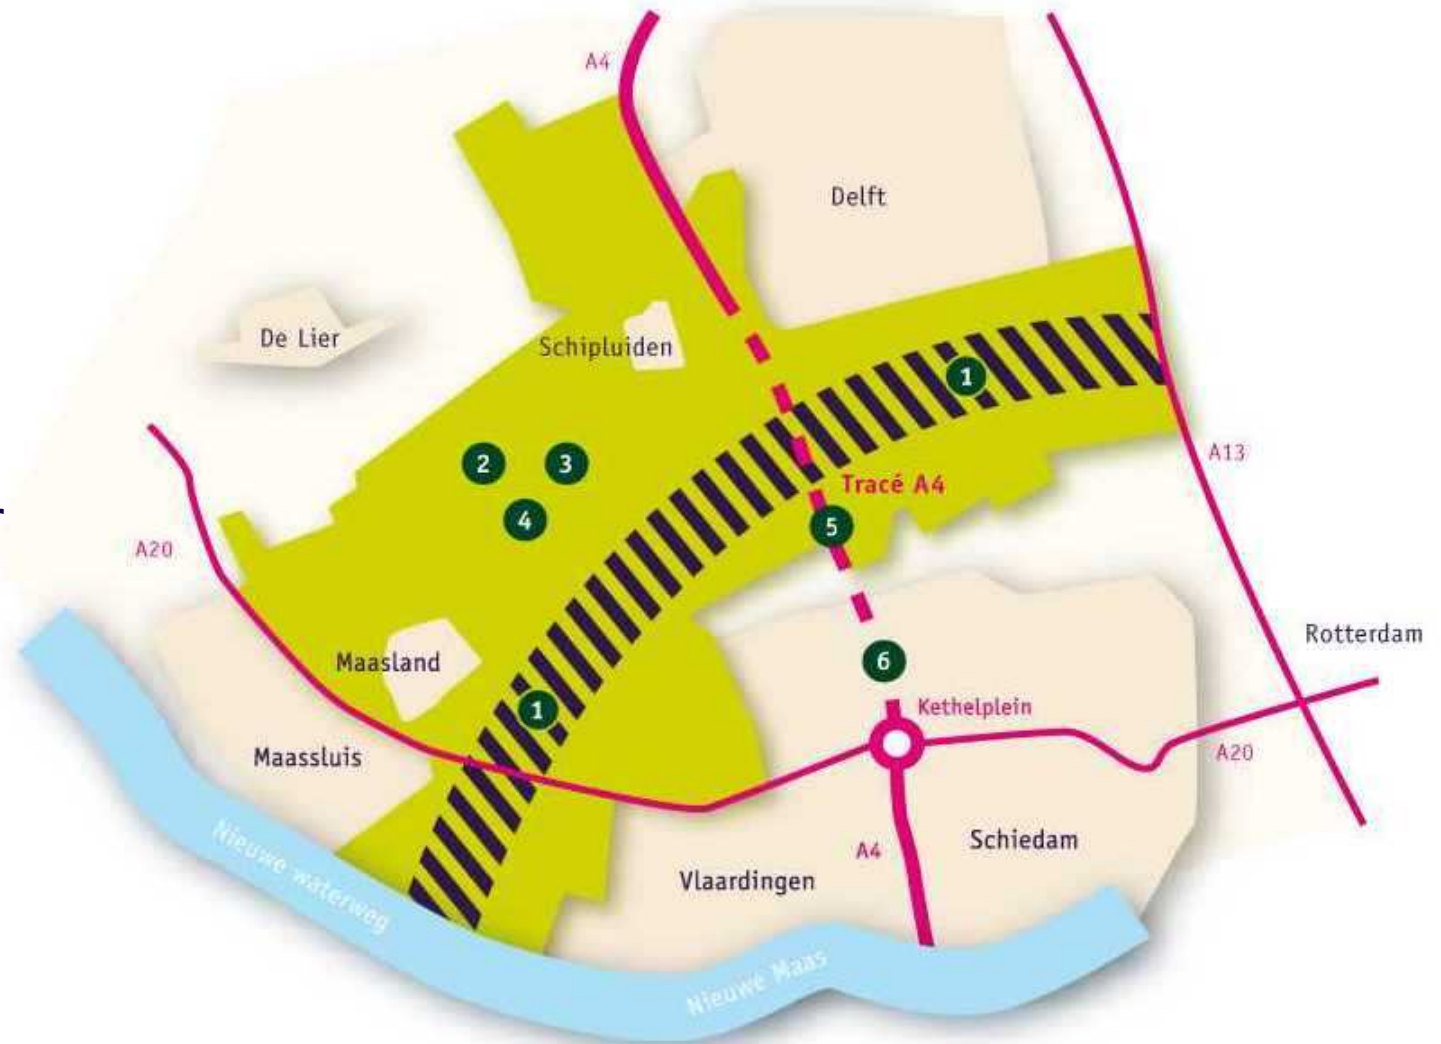 A4
Delft
De Lier
Schipluiden
1
2
3
A13
Tracé A4
4
5
A20
Rotterdam
Maasland
6
1
Kethelplein
Maassluis
A20
Nieuwe waterweg
A4
Schiedam
Vlaardingen
Nieuwe Maas